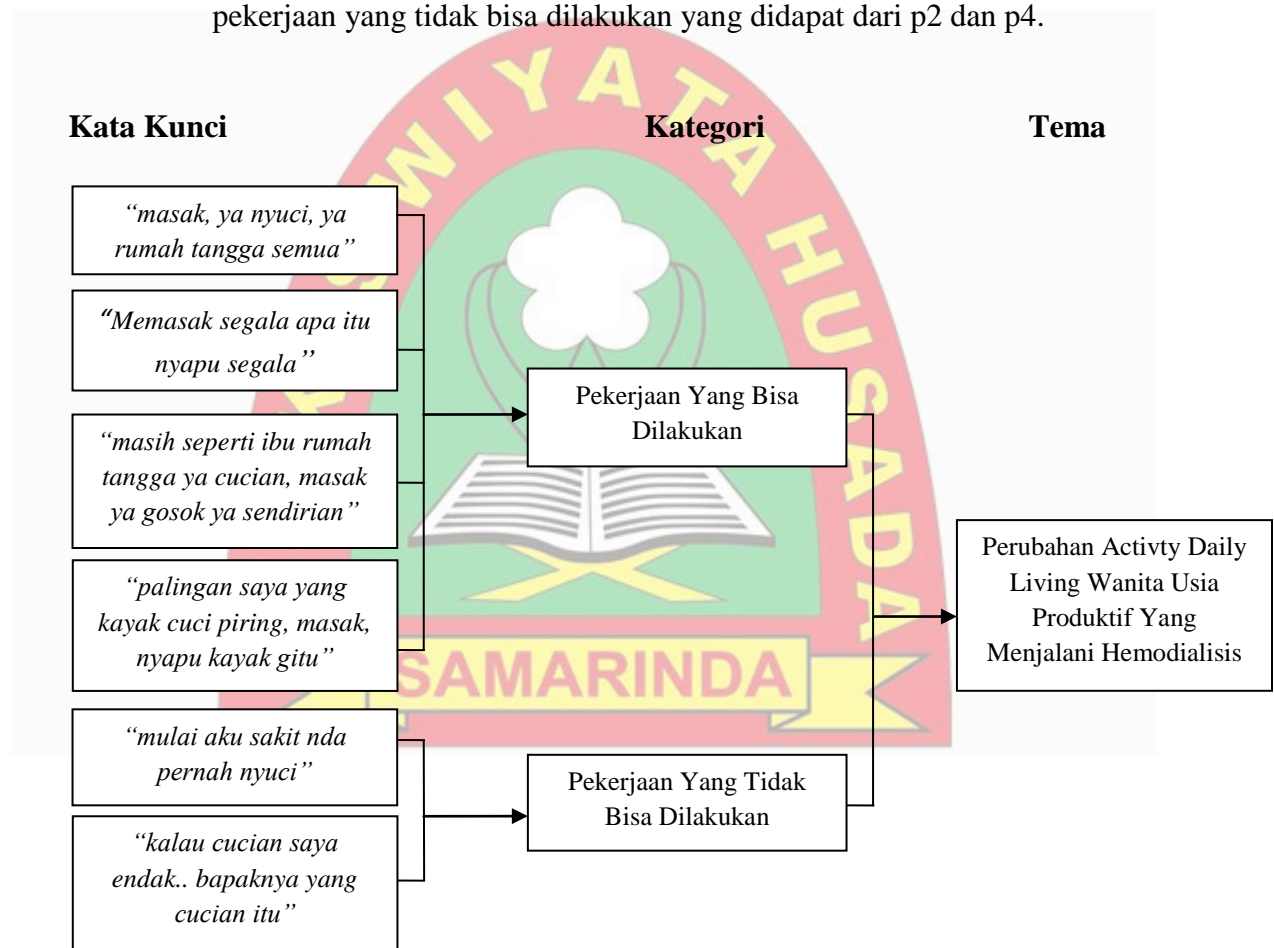 pekerjaan yang tidak bisa dilakukan yang didapat dari p2 dan p4.
Kata Kunci
Kategori
Tema
“masak, ya nyuci, ya
rumah tangga semua”
“Memasak segala apa itu
nyapu segala”
“masih seperti ibu rumah
tangga ya cucian, masak
ya gosok ya sendirian”
“palingan saya yang
kayak cuci piring, masak,
nyapu kayak gitu”
“mulai aku sakit nda
pernah nyuci”
“kalau cucian saya
endak.. bapaknya yang
cucian itu”
Pekerjaan Yang Bisa
Dilakukan
Pekerjaan Yang Tidak
Bisa Dilakukan
Perubahan Activty Daily
Living Wanita Usia
Produktif Yang
Menjalani Hemodialisis
WIYATA HUSADA
SAMARINDA